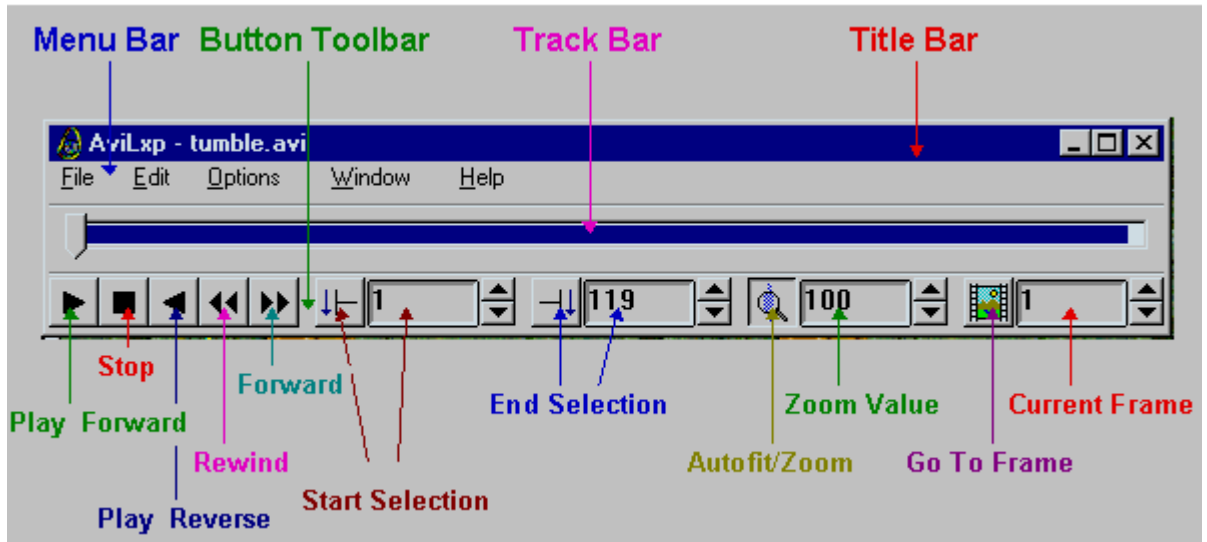 Menu Bar Button Toolbar Track Bar Title Bar
AviLxp - tumble.avi
File Edit Options Window Help
1 119 100 1
Stop
Forward
End Selection Zoom Value Current Frame
Play Forward
Rewind Autofit/Zoom Go To Frame
Start Selection
Play Reverse